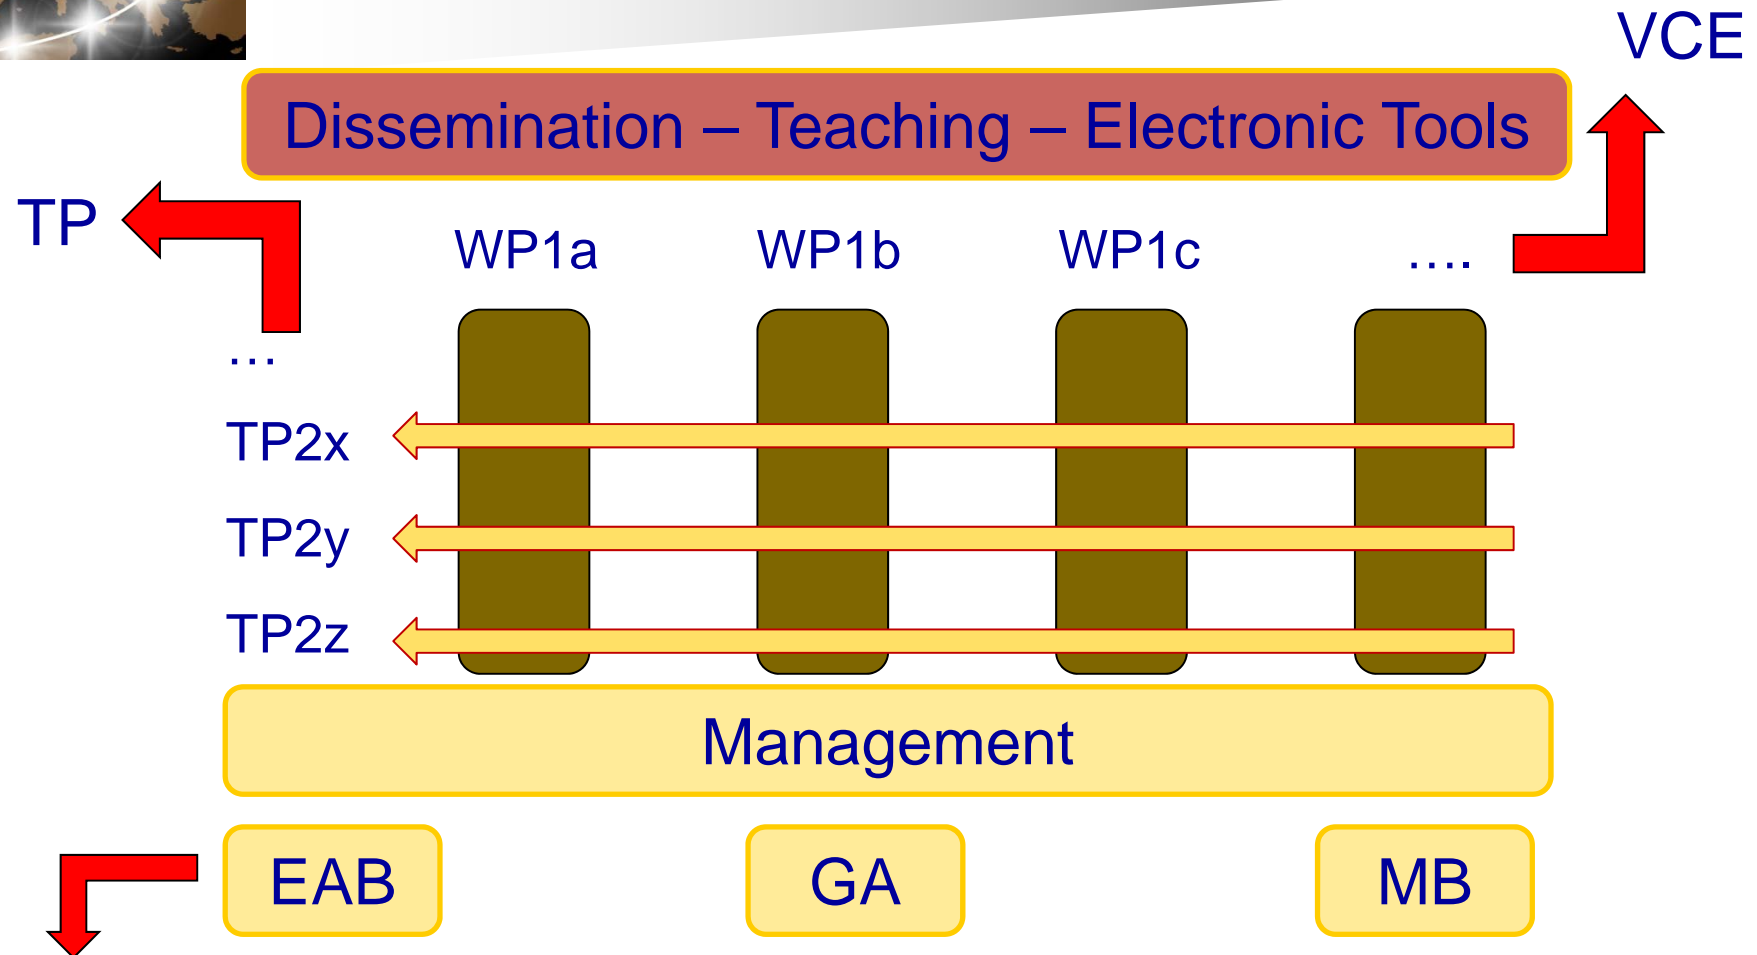 VCE
Dissemination – Teaching – Electronic Tools
TP
WP1a WP1b WP1c ….
…
TP2x
TP2y
TP2z
Management
EAB GA MB